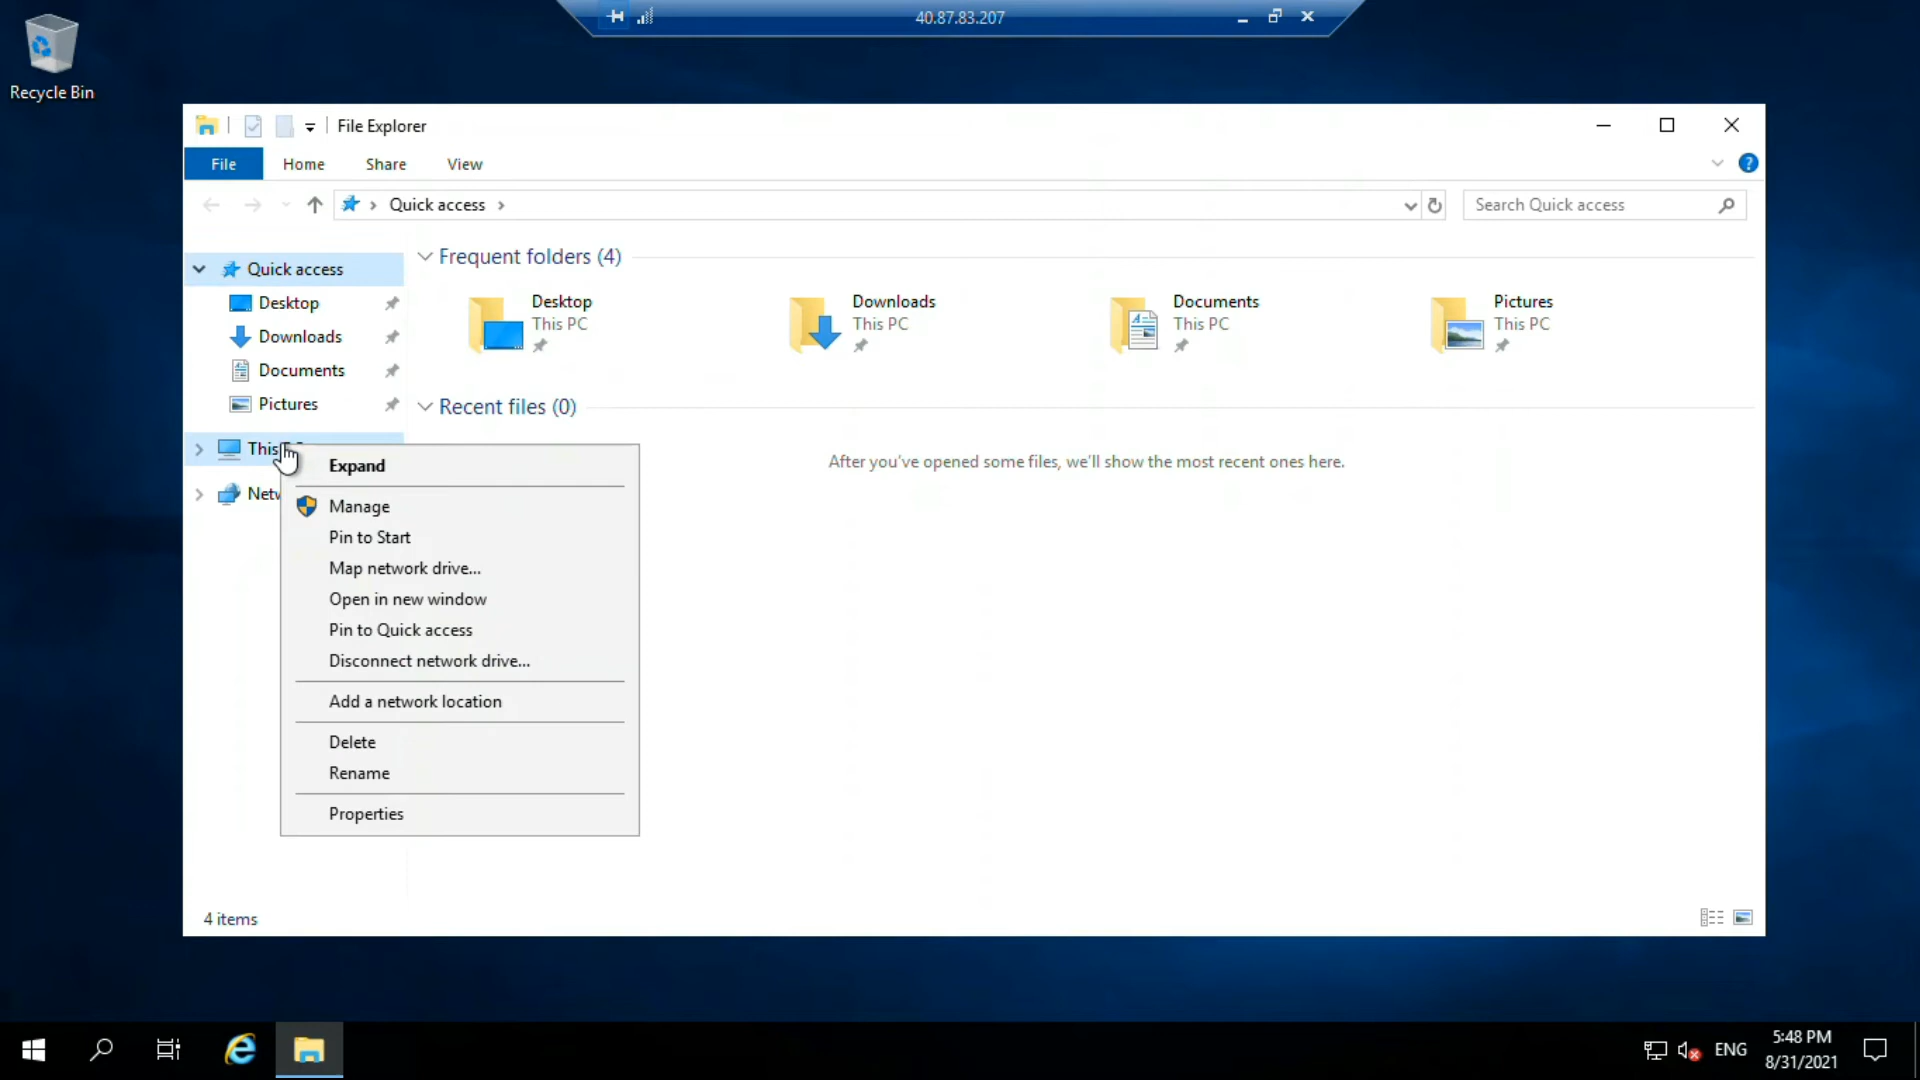 40.87.83.207
Recycle Bin
File Explorer
File Home Share View
Quick access
Search Quick access
Quick access
Desktop
Downloads
Documents
Pictures
This
Netw
Frequent folders (4)
Desktop
This PC
Downloads
This PC
Documents
This PC
Pictures
This PC
Recent files (0)
After you've opened some files, we'll show the most recent ones here.
Expand
Manage
Pin to Start
Map network drive...
Open in new window
Pin to Quick access
Disconnect network drive...
Add a network location
Delete
Rename
Properties
4 items
ENG
5:48 PM
8/31/2021